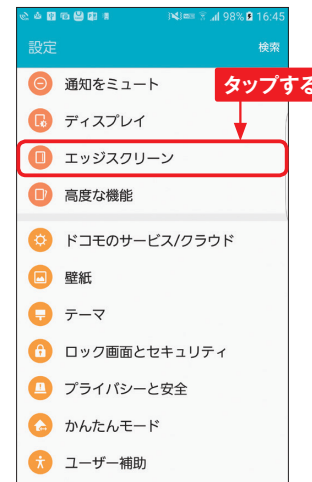 98% 16:45
設定 検索
通知をミュート
タップする
ディスプレイ
エッジスクリーン
高度な機能
ドコモのサービス/クラウド
壁紙
テーマ
ロック画面とセキュリティ
プライバシーと安全
かんたんモード
ユーザー補助